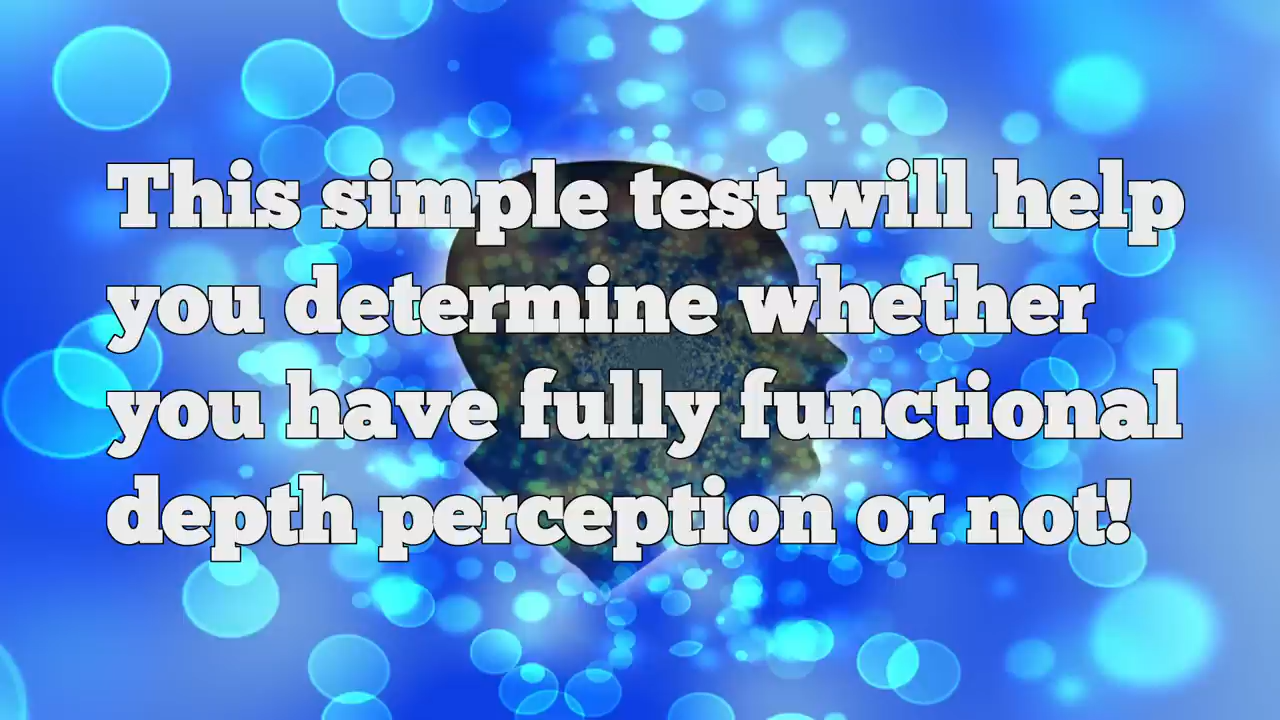 This simple test will help
you determine whether
you have fully functional
depth perception or not!